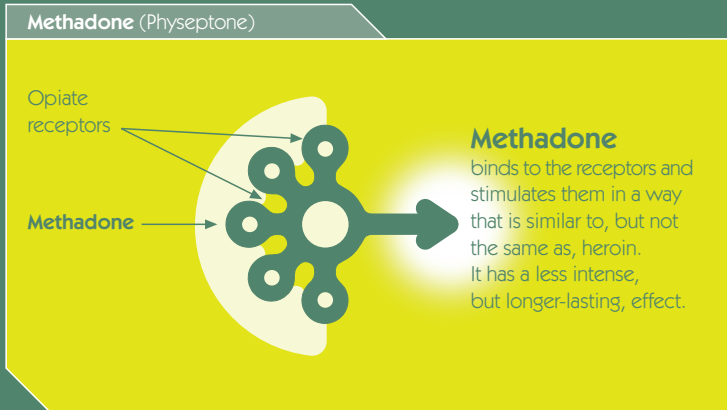 Methadone (Physeptone)
Opiate
receptors
Methadone
Methadone
binds to the receptors and
stimulates them in a way
that is similar to, but not
the same as, heroin.
It has a less intense,
but longer-lasting, effect.